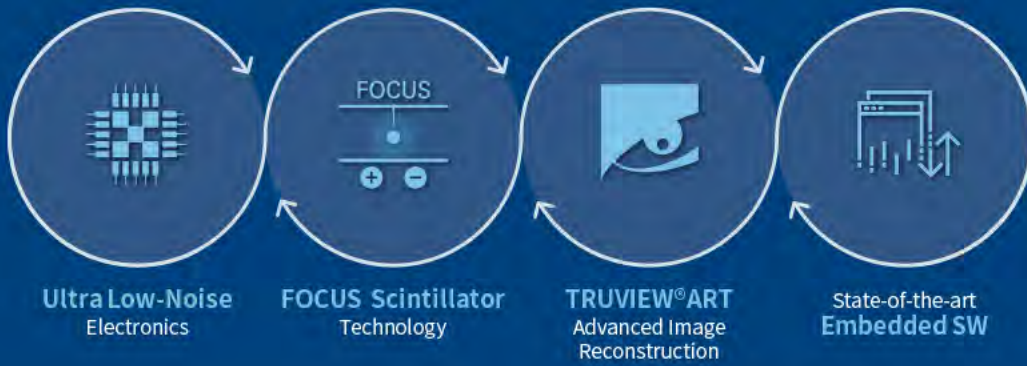 FOCUS
Ultra Low-Noise
Electronics
FOCUS Scintillator
Technology
TRUVIEW®ART
Advanced Image
Reconstruction
State-of-the-art
Embedded SW